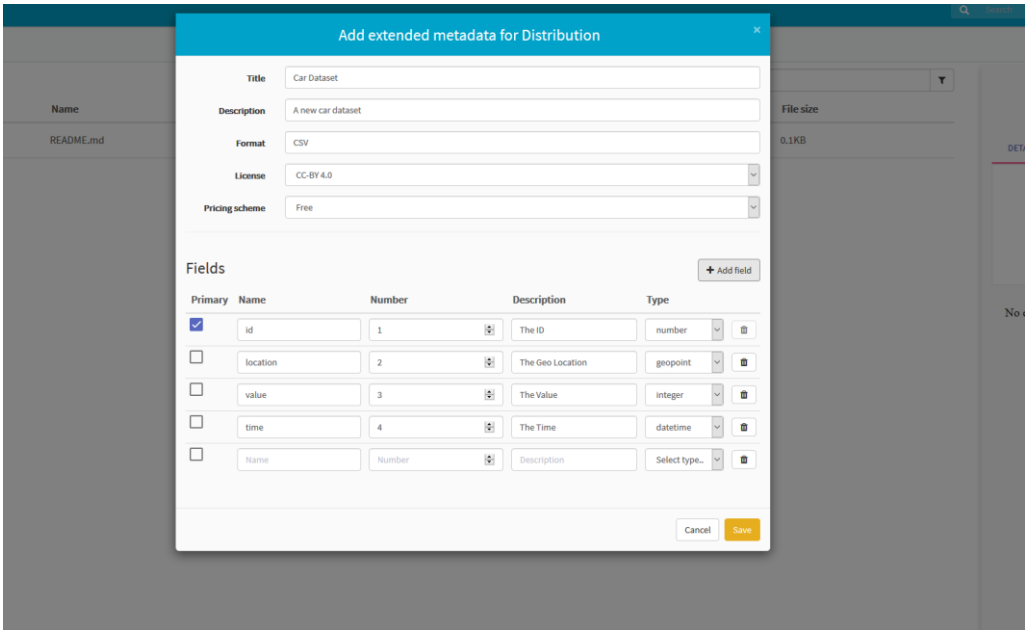 Search
Add extended metadata for Distribution
×
Title Car Dataset
Name Description A new car dataset File size
README.md Format CSV 0.1KB
License CC-BY 4.0
Pricing scheme Free
Fields + Add field
Primary Name Number Description Type
id 1 The ID number
location 2 The Geo Location geopoint
value 3 The Value integer
time 4 The Time datetime
Name Number Description Select type..
Cancel Save